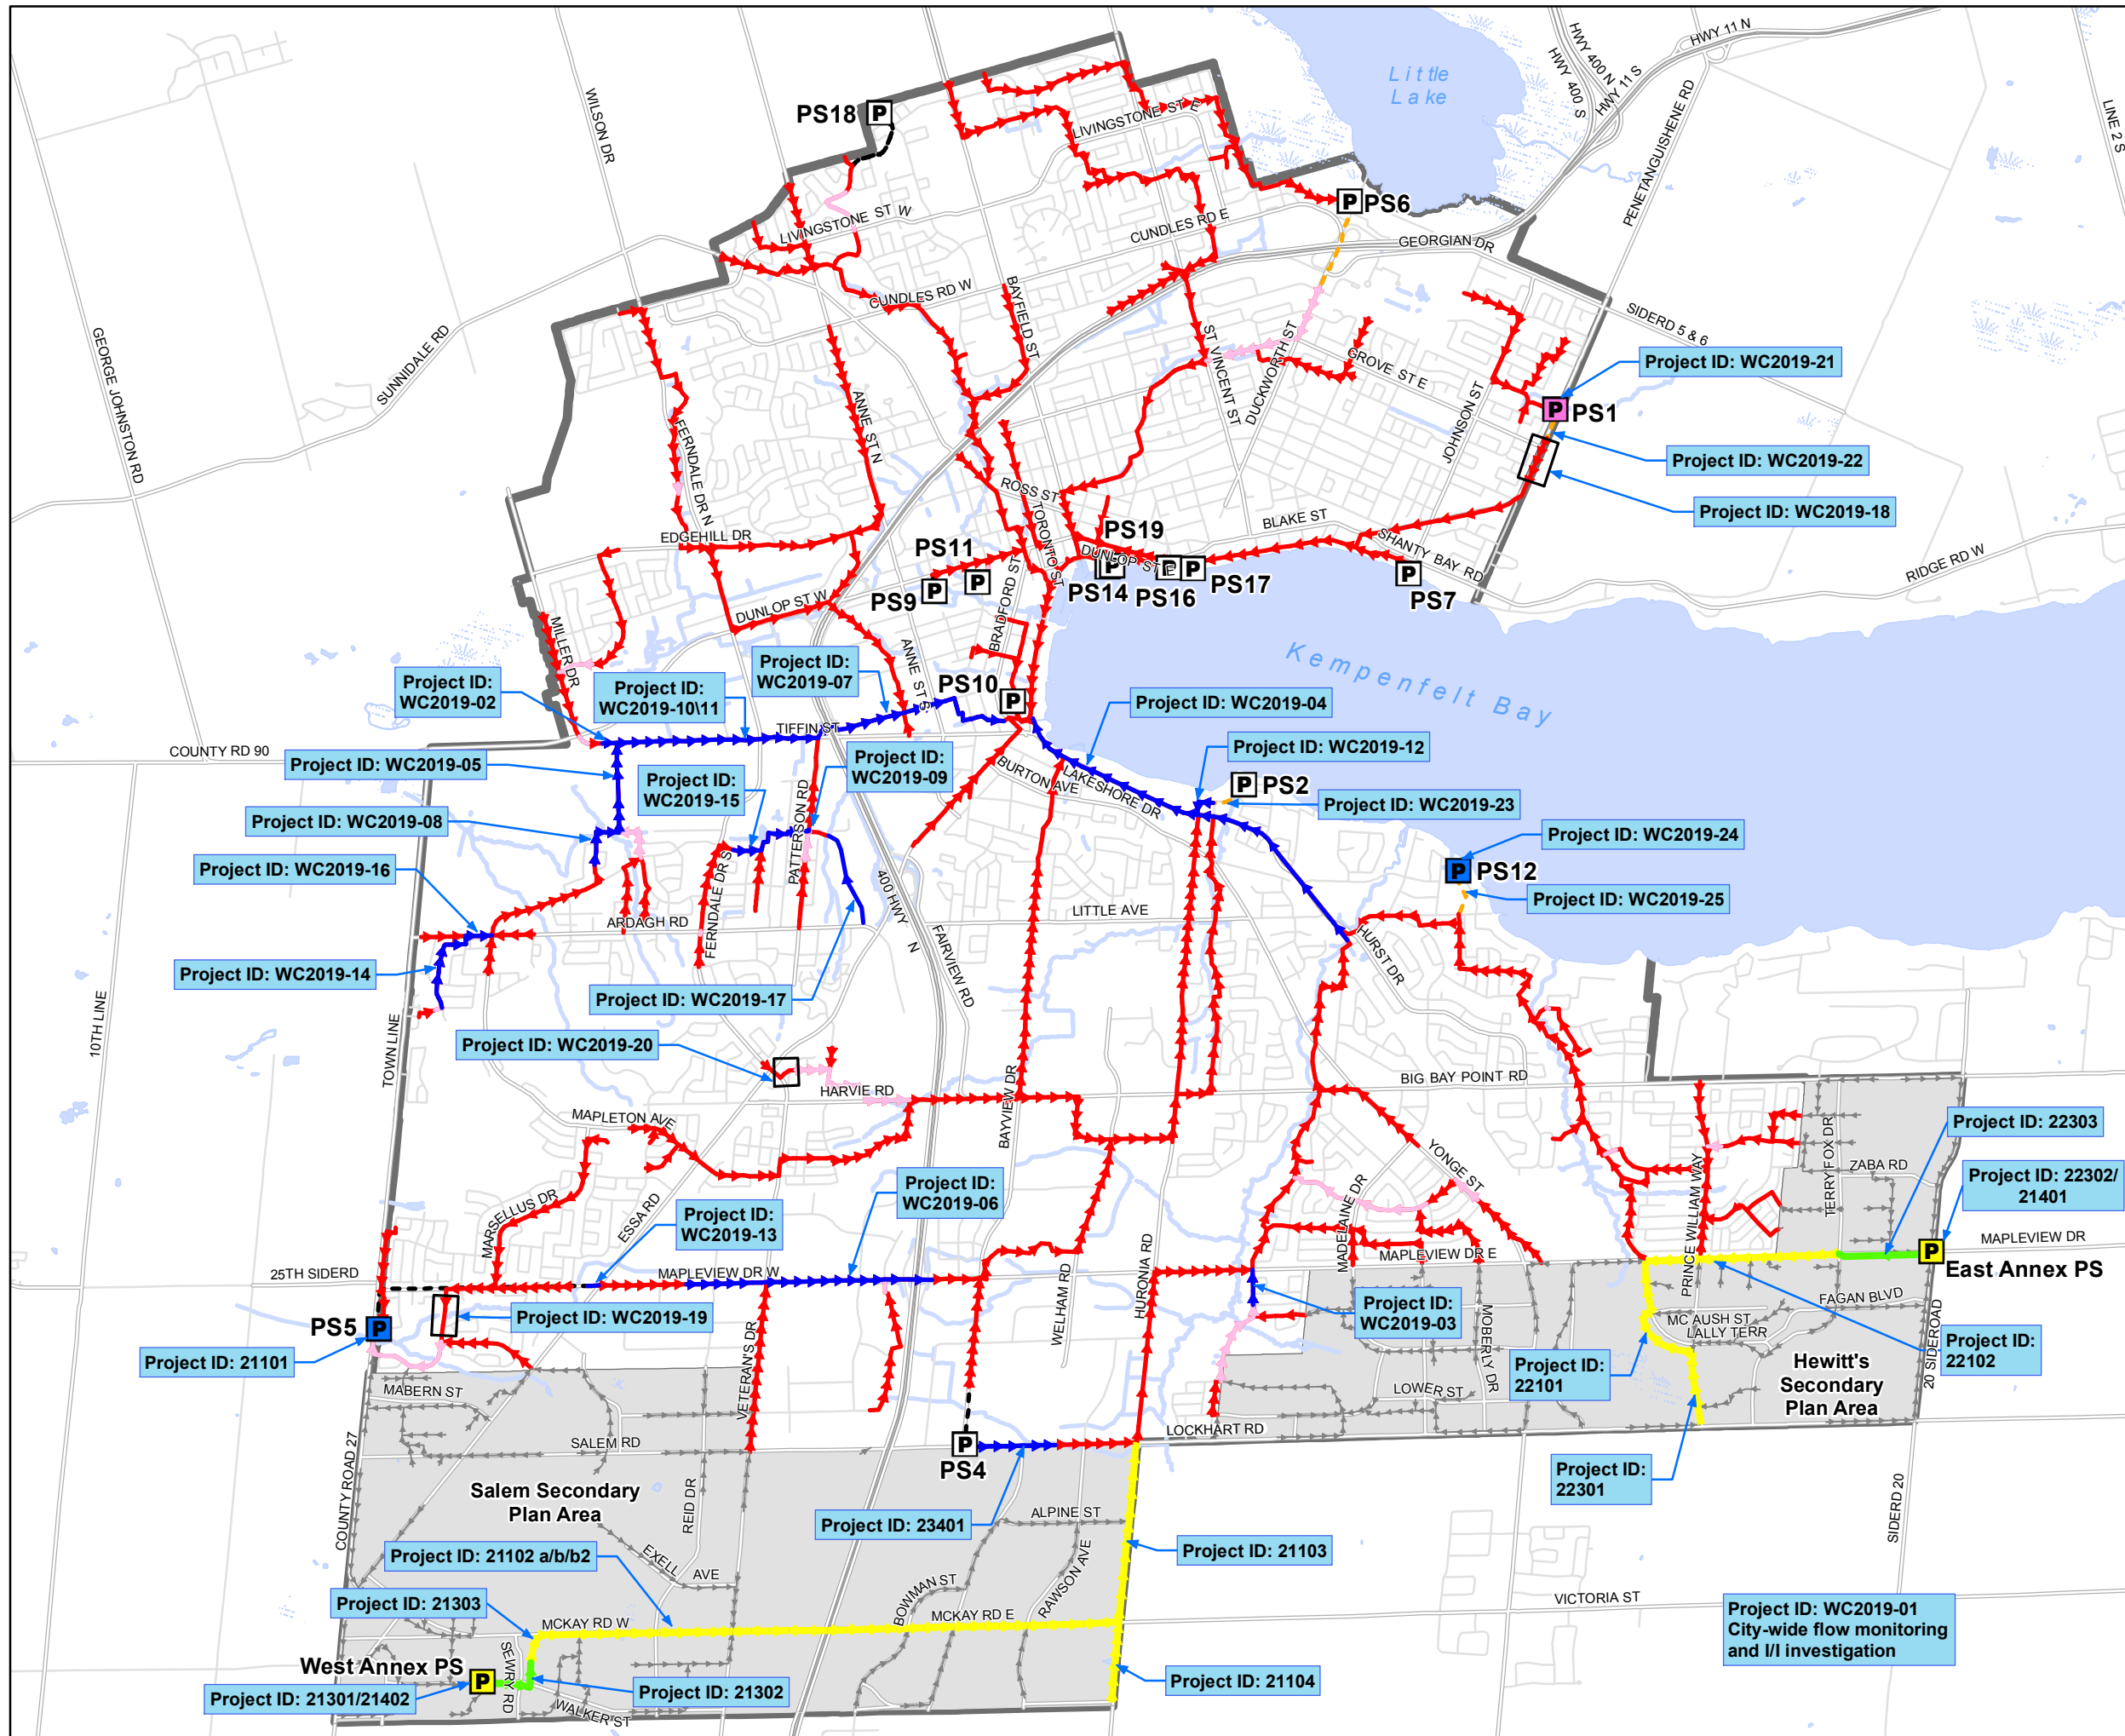 HWY 11 N
HWY 400 N
HWY 400 S
HWY 11 S
Little
Lake
PENETANGUISHENE RD
LINE 2 S
WILSON DR
PS18
LIVINGSTONE ST E
PS6
LIVINGSTONE ST W
CUNDLES RD E
GEORGIAN DR
CUNDLES RD W
BAYFIELD ST
SIDERD 5 & 6
SUNNIDALE RD
GEORGE JOHNSTON RD
ST VINCENT ST
DUCKWORTH ST
GROVE ST E
JOHNSON ST
Project ID: WC2019-21
PS1
ANNE ST N
FERNDALE DR N
Project ID: WC2019-22
ROSS ST
TORONTO ST
Project ID: WC2019-18
BLAKE ST
EDGEHILL DR
PS19
PS11
DUNLOP ST E
SHANTY BAY RD
RIDGE RD W
PS9
PS14
PS16
PS17
PS7
DUNLOP ST W
BRADFORD ST
MILLER DR
ANNE ST S
Kempenfelt Bay
Project ID:
WC2019-02
Project ID:
WC2019-10\11
Project ID:
WC2019-07
PS10
Project ID: WC2019-04
TIFFIN ST
COUNTY RD 90
Project ID: WC2019-12
Project ID: WC2019-05
Project ID:
WC2019-15
Project ID:
WC2019-09
BURTON AVE
LAKESHORE DR
PS2
Project ID: WC2019-23
PATTERSON RD
Project ID: WC2019-08
Project ID: WC2019-24
PS12
Project ID: WC2019-16
FERNDALE DR S
400 HWY N
Project ID: WC2019-25
ARDAGH RD
LITTLE AVE
FAIRVIEW RD
HURST DR
Project ID: WC2019-14
Project ID: WC2019-17
10TH LINE
TOWN LINE
Project ID: WC2019-20
HARVIE RD
BIG BAY POINT RD
MAPLETON AVE
BAYVIEW DR
Project ID: 22303
YONGE ST
TERRY FOX DR
ZABA RD
Project ID: 22302/
21401
Project ID:
WC2019-06
MARSELLUS DR
ESSA RD
Project ID:
WC2019-13
MADELAINE DR
PRINCE WILLIAM WAY
25TH SIDERD
MAPLEVIEW DR W
HURONIA RD
MAPLEVIEW DR E
MAPLEVIEW DR
East Annex PS
WELHAM RD
PS5
Project ID: WC2019-19
Project ID:
WC2019-03
MOBERLY DR
FAGAN BLVD
MC AUSH ST
LALLY TERR
20 SIDEROAD
Project ID: 21101
Project ID:
22101
Project ID:
22102
Hewitt's
Secondary
Plan Area
MABERN ST
VETERAN'S DR
LOWER ST
SALEM RD
LOCKHART RD
PS4
COUNTY ROAD 27
Salem Secondary
Plan Area
REID DR
Project ID:
22301
SIDERD 20
Project ID: 23401
ALPINE ST
Project ID: 21102 a/b/b2
EXELL AVE
Project ID: 21103
BOWMAN ST
RAWSON AVE
Project ID: 21303
MCKAY RD W
MCKAY RD E
VICTORIA ST
Project ID: WC2019-01
City-wide flow monitoring
and I/I investigation
West Annex PS
SEWRY RD
Project ID: 21301/21402
Project ID: 21302
WALKER ST
Project ID: 21104